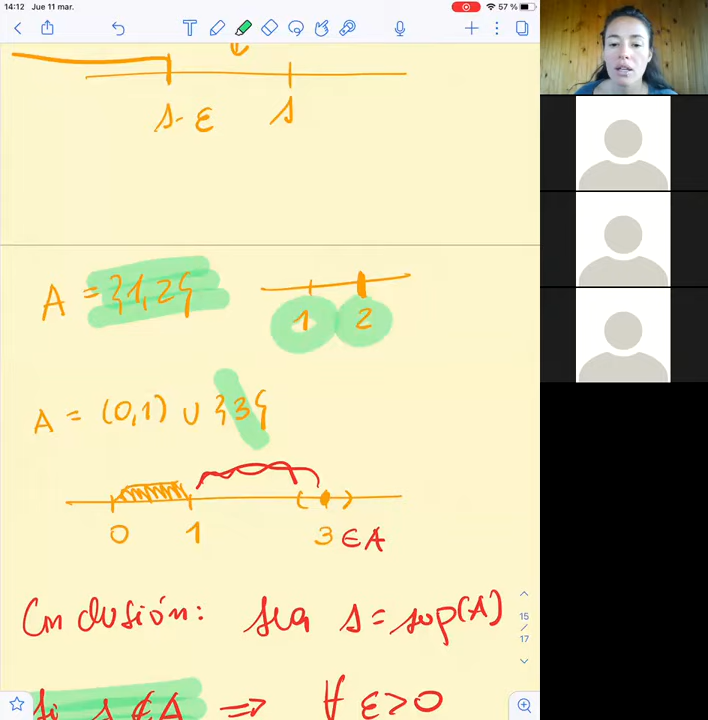 14:12 Jue 11 mar.
57 %
s - ε
s
A = {1,2}
1
2
A = (0,1) ∪ {3}
0
1
3 ∈ A
Conclusión: sea s = sup(A)
15
/
17
si s ∉ A ⇒ ∀ ε > 0